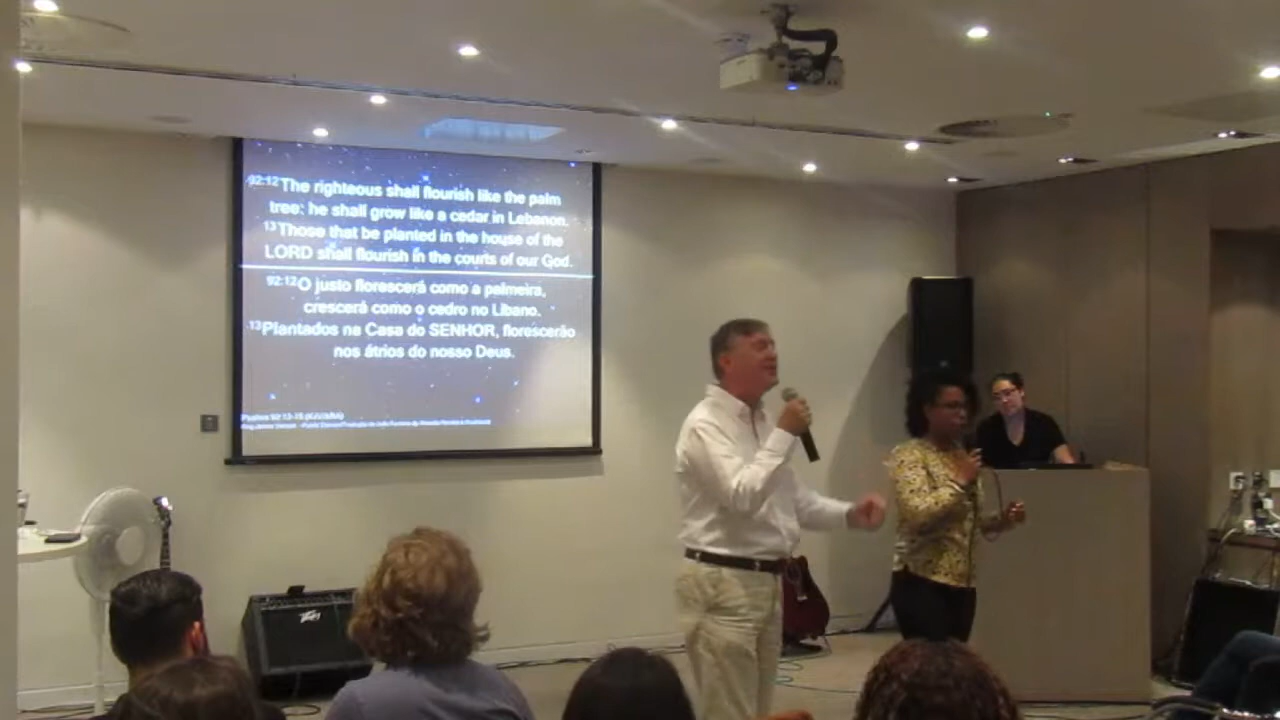 92:12 The righteous shall flourish like the palm
tree: he shall grow like a cedar in Lebanon.
13 Those that be planted in the house of the
LORD shall flourish in the courts of our God.
92:12 O justo florescerá como a palmeira,
crescerá como o cedro no Líbano.
13 Plantados na Casa do SENHOR, florescerão
nos átrios do nosso Deus.
PEAVEY